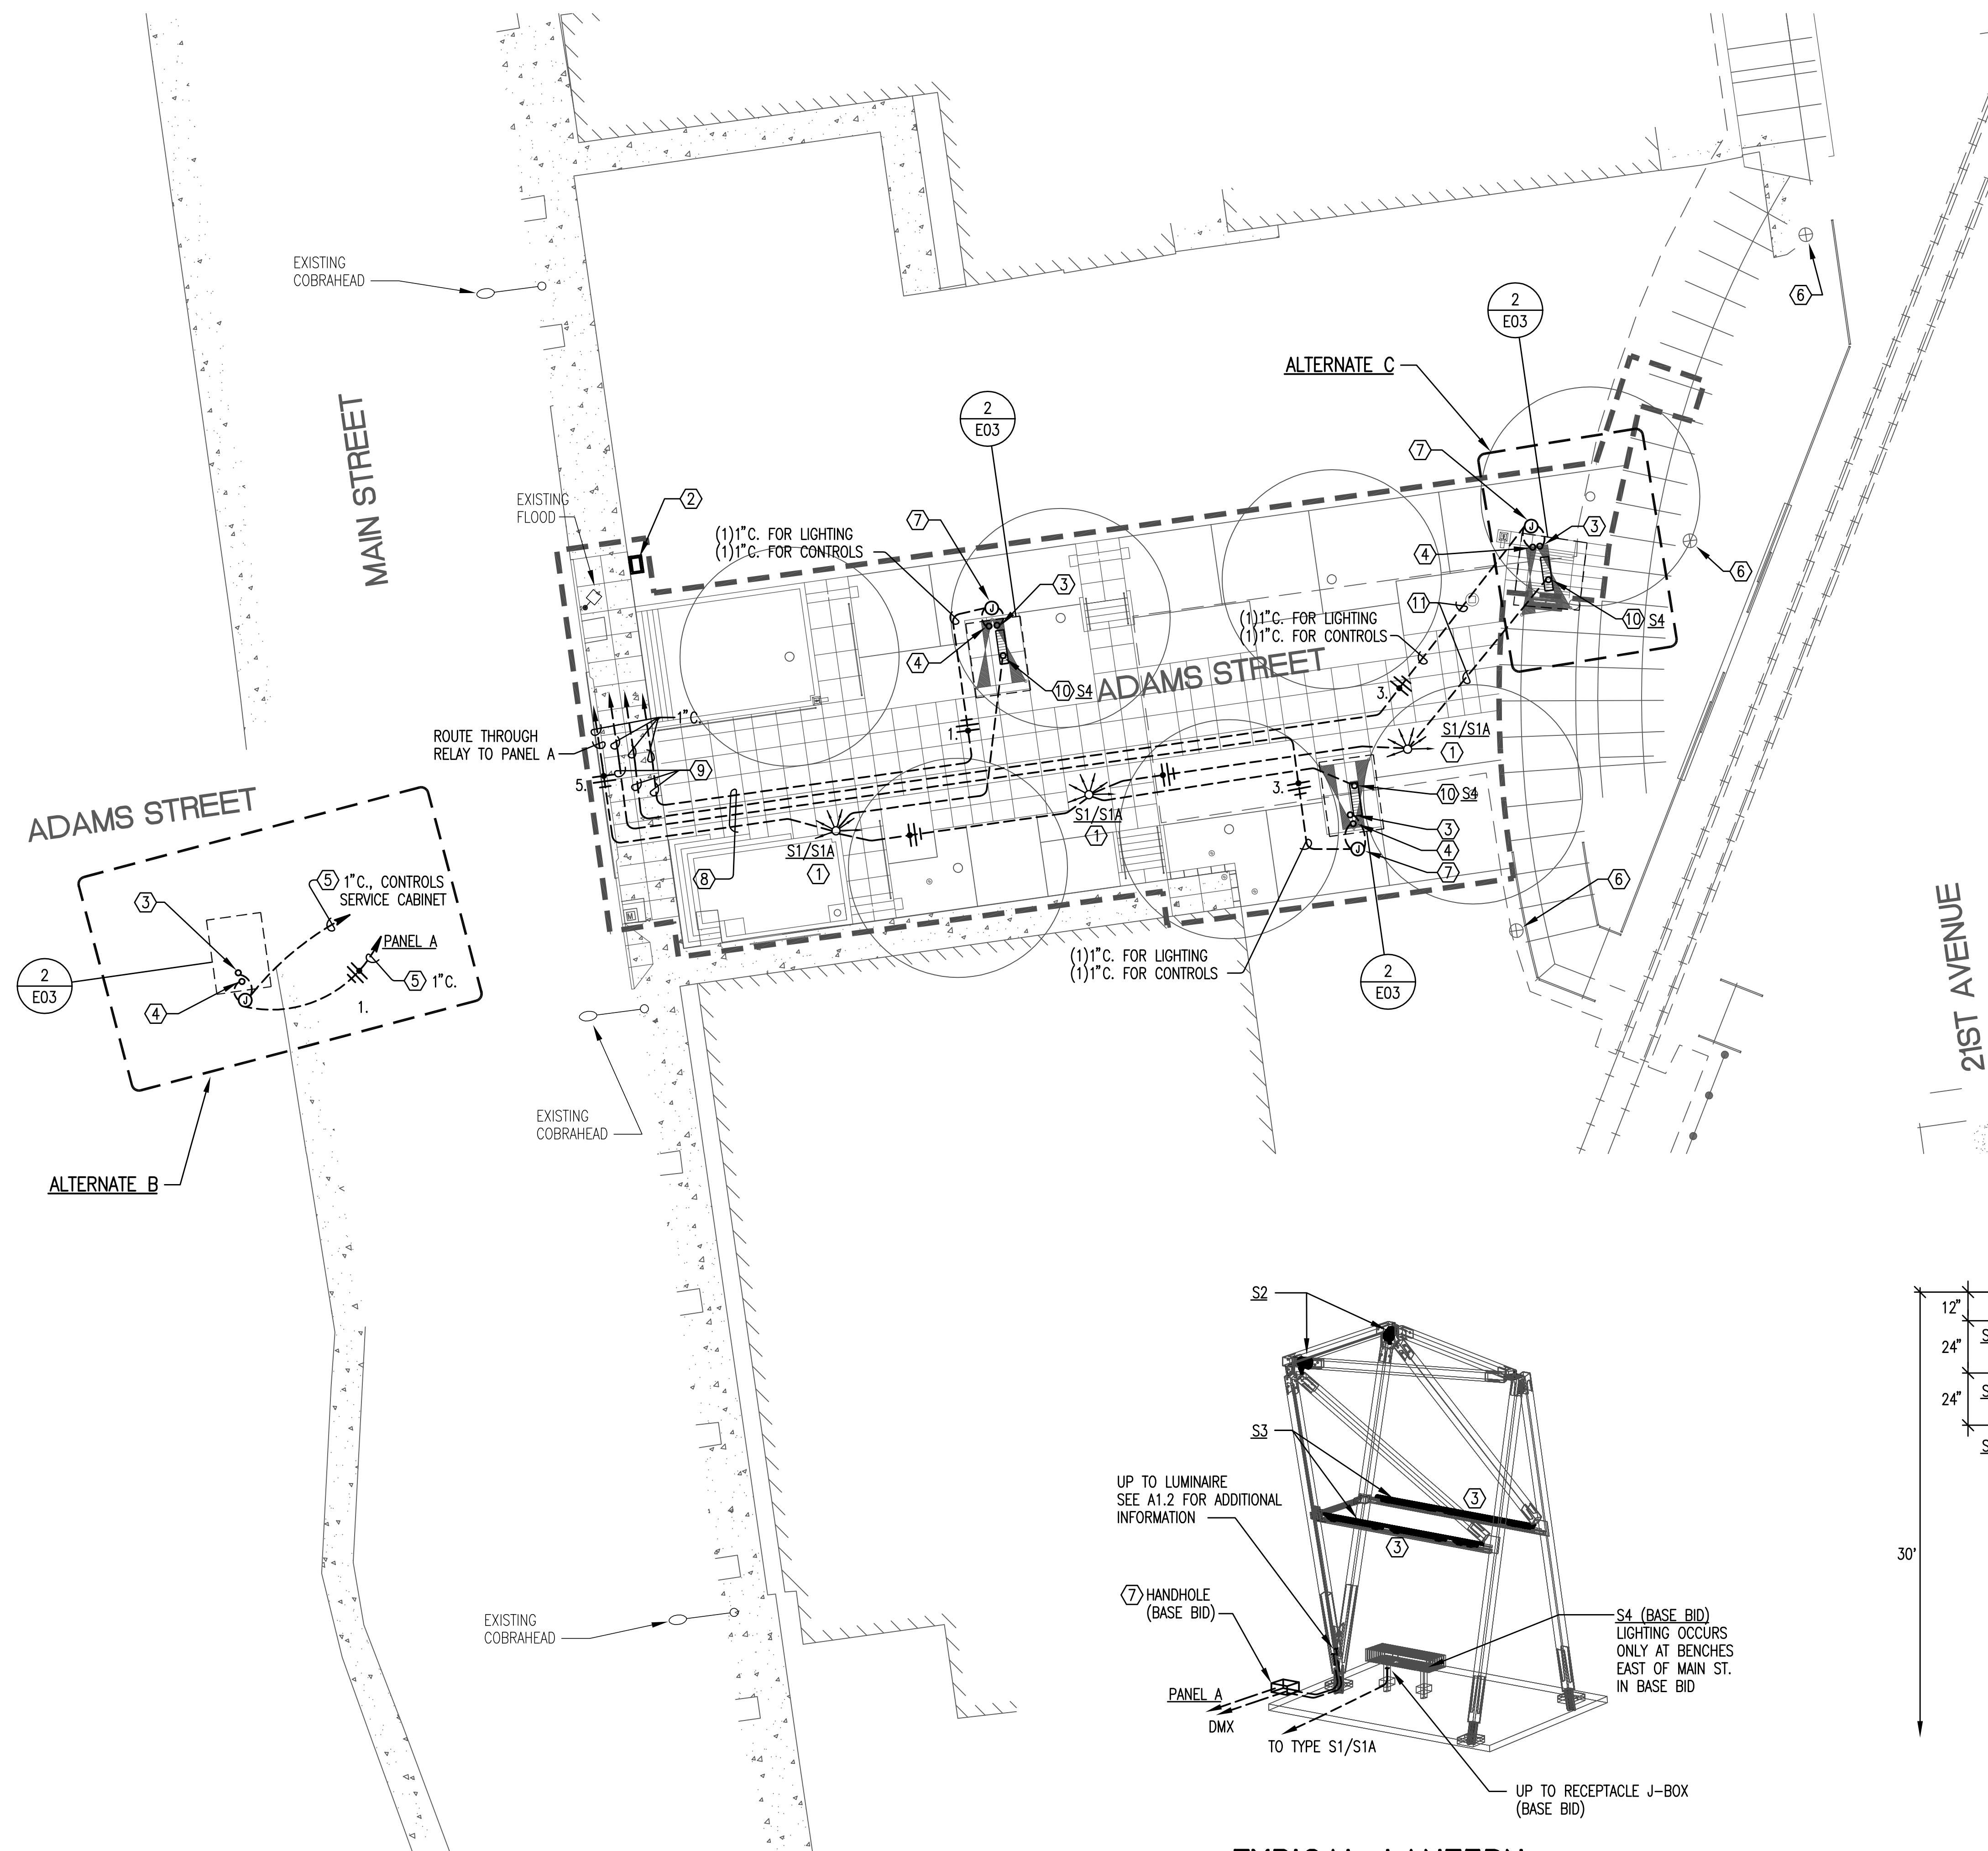 EXISTING
COBRAHEAD
6
2
E03
ALTERNATE C
MAIN STREET
2
E03
7
EXISTING
FLOOD
2
(1)1"C. FOR LIGHTING
(1)1"C. FOR CONTROLS
7
3
4
3
6
4
10 S4
11
(1)1"C. FOR LIGHTING
(1)1"C. FOR CONTROLS
10 S4
ADAMS STREET
3.
1"C.
1.
S1/S1A
1
ROUTE THROUGH
RELAY TO PANEL A
5.
9
3.
10 S4
ADAMS STREET
S1/S1A
1
3
4
7
S1/S1A
1
8
6
M
5 1"C., CONTROLS
SERVICE CABINET
3
PANEL A
5 1"C.
2
E03
4
J
1.
(1)1"C. FOR LIGHTING
(1)1"C. FOR CONTROLS
2
E03
21ST AVENUE
EXISTING
COBRAHEAD
ALTERNATE B
S2
12"
24"
24"
S3
3
3
UP TO LUMINAIRE
SEE A1.2 FOR ADDITIONAL
INFORMATION
30'
7 HANDHOLE
(BASE BID)
EXISTING
COBRAHEAD
S4 (BASE BID)
LIGHTING OCCURS
ONLY AT BENCHES
EAST OF MAIN ST.
IN BASE BID
PANEL A
DMX
TO TYPE S1/S1A
UP TO RECEPTACLE J-BOX
(BASE BID)